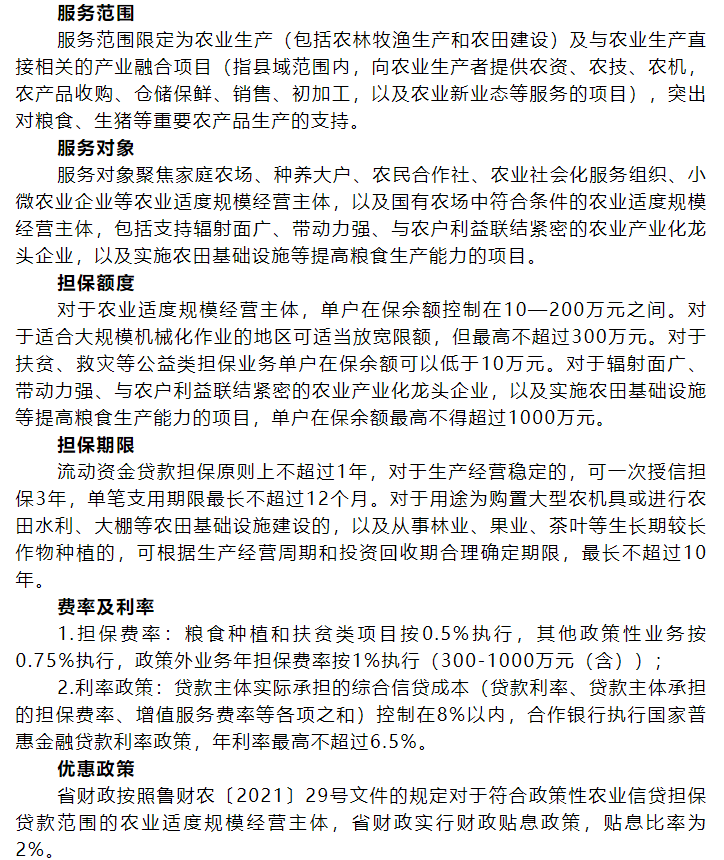 服务范围
服务范围限定为农业生产（包括农林牧渔生产和农田建设）及与农业生产直
接相关的产业融合项目（指县域范围内，向农业生产者提供农资、农技、农机，
农产品收购、仓储保鲜、销售、初加工，以及农业新业态等服务的项目），突出
对粮食、生猪等重要农产品生产的支持。
服务对象
服务对象聚焦家庭农场、种养大户、农民合作社、农业社会化服务组织、小
微农业企业等农业适度规模经营主体，以及国有农场中符合条件的农业适度规模
经营主体，包括支持辐射面广、带动力强、与农户利益联结紧密的农业产业化龙
头企业，以及实施农田基础设施等提高粮食生产能力的项目。
担保额度
对于农业适度规模经营主体，单户在保余额控制在10—200万元之间。对
于适合大规模机械化作业的地区可适当放宽限额，但最高不超过300万元。对于
扶贫、救灾等公益类担保业务单户在保余额可以低于10万元。对于辐射面广、
带动力强、与农户利益联结紧密的农业产业化龙头企业，以及实施农田基础设施
等提高粮食生产能力的项目，单户在保余额最高不得超过1000万元。
担保期限
流动资金贷款担保原则上不超过1年，对于生产经营稳定的，可一次授信担
保3年，单笔支用期限最长不超过12个月。对于用途为购置大型农机具或进行农
田水利、大棚等农田基础设施建设的，以及从事林业、果业、茶叶等生长期较长
作物种植的，可根据生产经营周期和投资回收期合理确定期限，最长不超过10
年。
费率及利率
1.担保费率：粮食种植和扶贫类项目按0.5%执行，其他政策性业务按
0.75%执行，政策外业务年担保费率按1%执行（300-1000万元（含））；
2.利率政策：贷款主体实际承担的综合信贷成本（贷款利率、贷款主体承担
的担保费率、增值服务费率等各项之和）控制在8%以内，合作银行执行国家普
惠金融贷款利率政策，年利率最高不超过6.5%。
优惠政策
省财政按照鲁财农〔2021〕29号文件的规定对于符合政策性农业信贷担保
贷款范围的农业适度规模经营主体，省财政实行财政贴息政策，贴息比率为
2%。